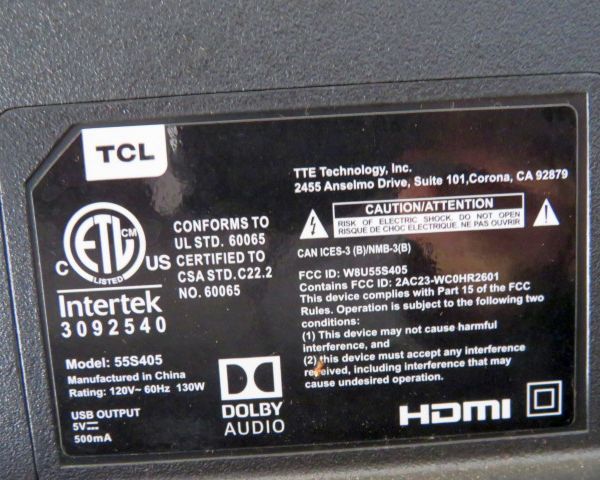 TCL
TTE Technology, Inc.
2455 Anselmo Drive, Suite 101,Corona, CA 92879
CAUTION/ATTENTION
RISK OF ELECTRIC SHOCK. DO NOT OPEN
RISQUE DE CHOC ELECTRIQUE. NE PAS OUVRIR
CAN ICES-3 (B)/NMB-3(B)
ETL CM
LISTED
C US
Intertek
3092540
CONFORMS TO
UL STD. 60065
CERTIFIED TO
CSA STD.C22.2
NO. 60065
FCC ID: W8U55S405
Contains FCC ID: 2AC23-WC0HR2601
This device complies with Part 15 of the FCC
Rules. Operation is subject to the following two
conditions:
(1) This device may not cause harmful
interference, and
(2) this device must accept any interference
received, including interference that may
cause undesired operation.
Model: 55S405
Manufactured in China
Rating: 120V~ 60Hz 130W
USB OUTPUT
5V
500mA
DOLBY
AUDIO
HDMI